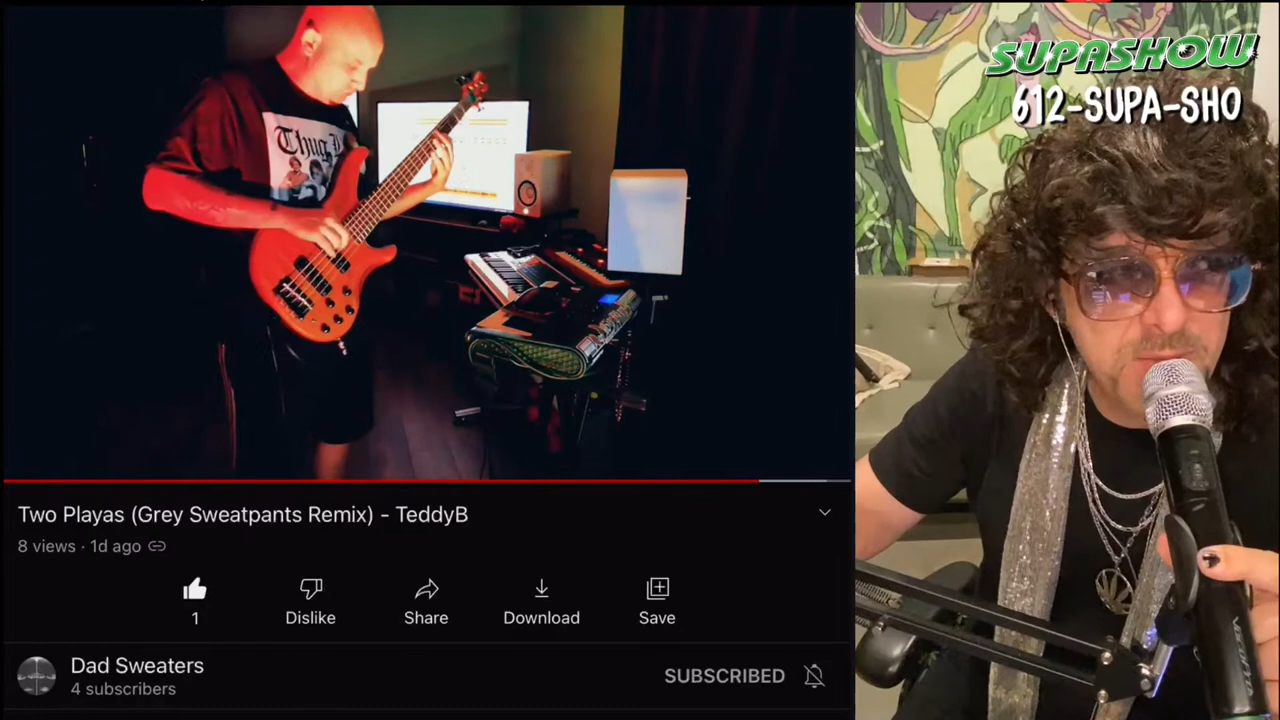 SUPASHOW
612-SUPA-SHO
Thug
Two Playas (Grey Sweatpants Remix) - TeddyB
8 views · 1d ago
1
Dislike
Share
Download
Save
Dad Sweaters
4 subscribers
SUBSCRIBED